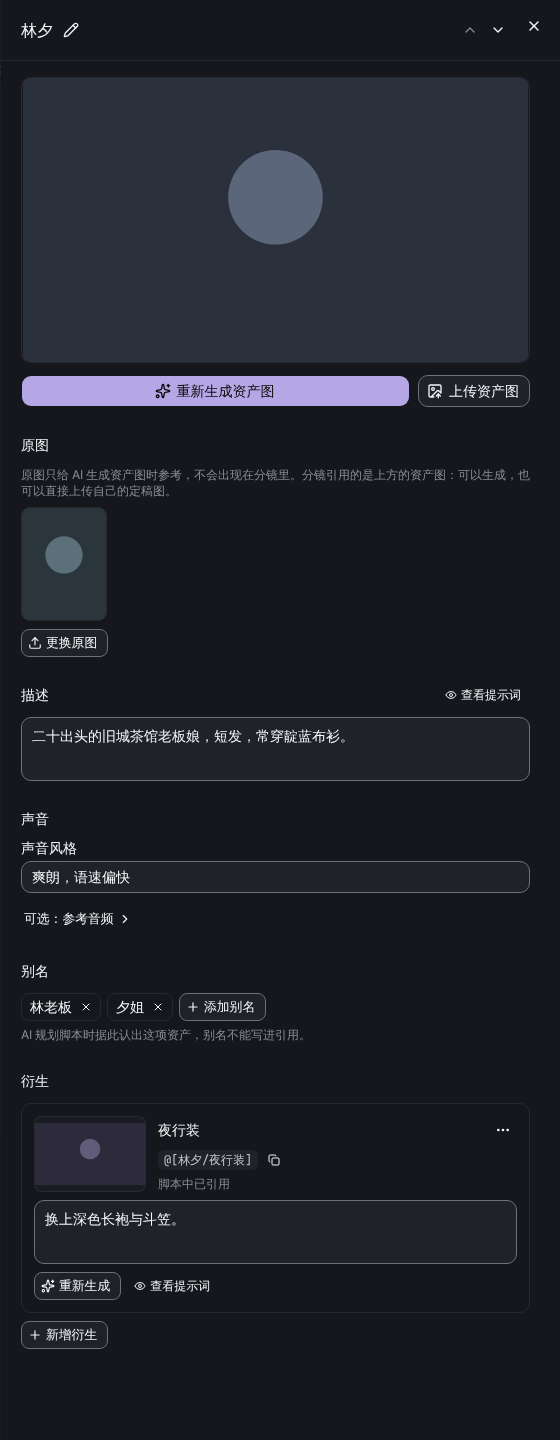 林夕
重新生成资产图
上传资产图
原图
原图只给 AI 生成资产图时参考，不会出现在分镜里。分镜引用的是上方的资产图：可以生成，也
可以直接上传自己的定稿图。
更换原图
描述
查看提示词
二十出头的旧城茶馆老板娘，短发，常穿靛蓝布衫。
声音
声音风格
爽朗，语速偏快
可选：参考音频
别名
林老板
夕姐
添加别名
AI 规划脚本时据此认出这项资产，别名不能写进引用。
衍生
夜行装
@[林夕/夜行装]
脚本中已引用
换上深色长袍与斗笠。
重新生成
查看提示词
新增衍生